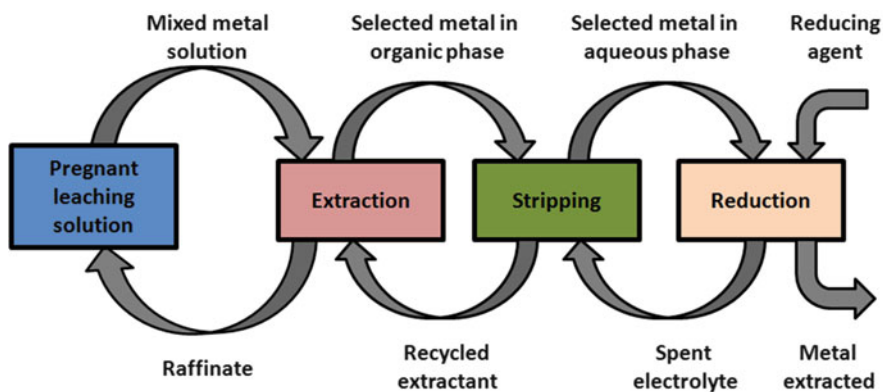 Mixed metal
solution
Selected metal in
organic phase
Selected metal in
aqueous phase
Reducing
agent
Pregnant
leaching
solution
Extraction
Stripping
Reduction
Raffinate
Recycled
extractant
Spent
electrolyte
Metal
extracted